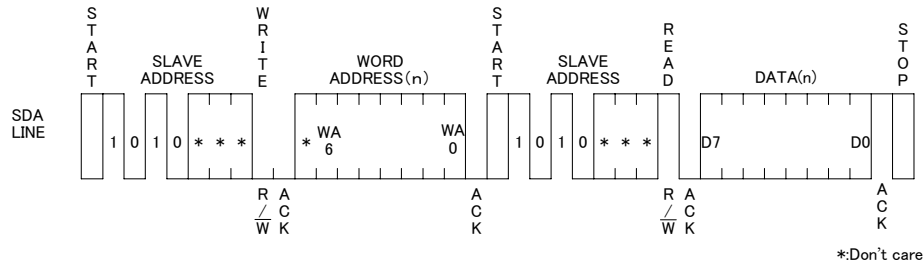 START
WRITE
START
READ
STOP
SLAVE
ADDRESS
WORD
ADDRESS(n)
SLAVE
ADDRESS
DATA(n)
SDA
LINE
1 0 1 0 * * *
* WA
6
WA
0
1 0 1 0 * * *
D7 D0
R/W
ACK
ACK
R/W
ACK
ACK
*:Don't care